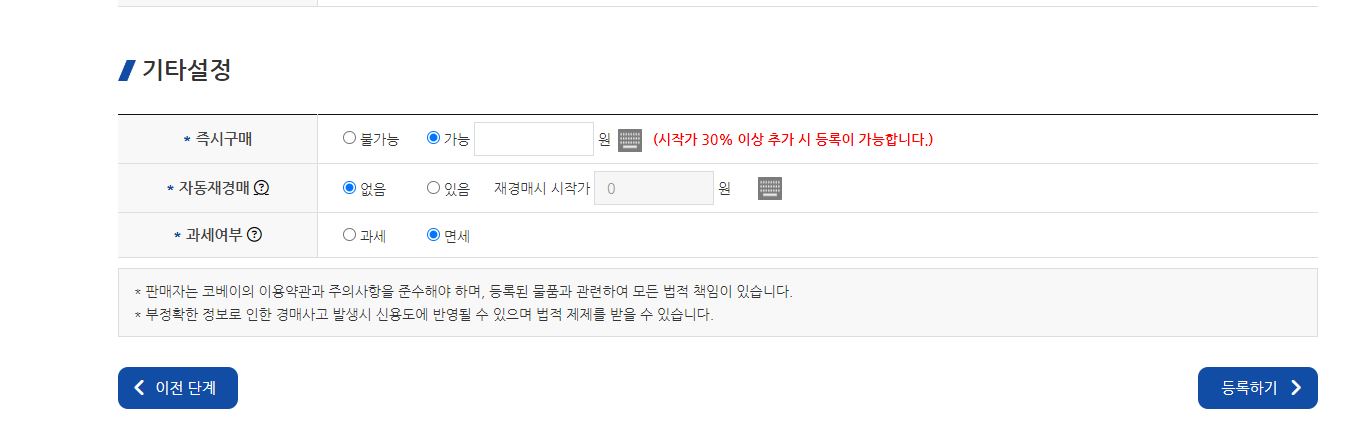 기타설정
* 즉시구매 불가능 가능 원 (시작가 30% 이상 추가 시 등록이 가능합니다.)
* 자동재경매 ? 없음 있음 재경매시 시작가 0 원
* 과세여부 ? 과세 면세
* 판매자는 코베이의 이용약관과 주의사항을 준수해야 하며, 등록된 물품과 관련하여 모든 법적 책임이 있습니다.
* 부정확한 정보로 인한 경매사고 발생시 신용도에 반영될 수 있으며 법적 제제를 받을 수 있습니다.
이전 단계 등록하기